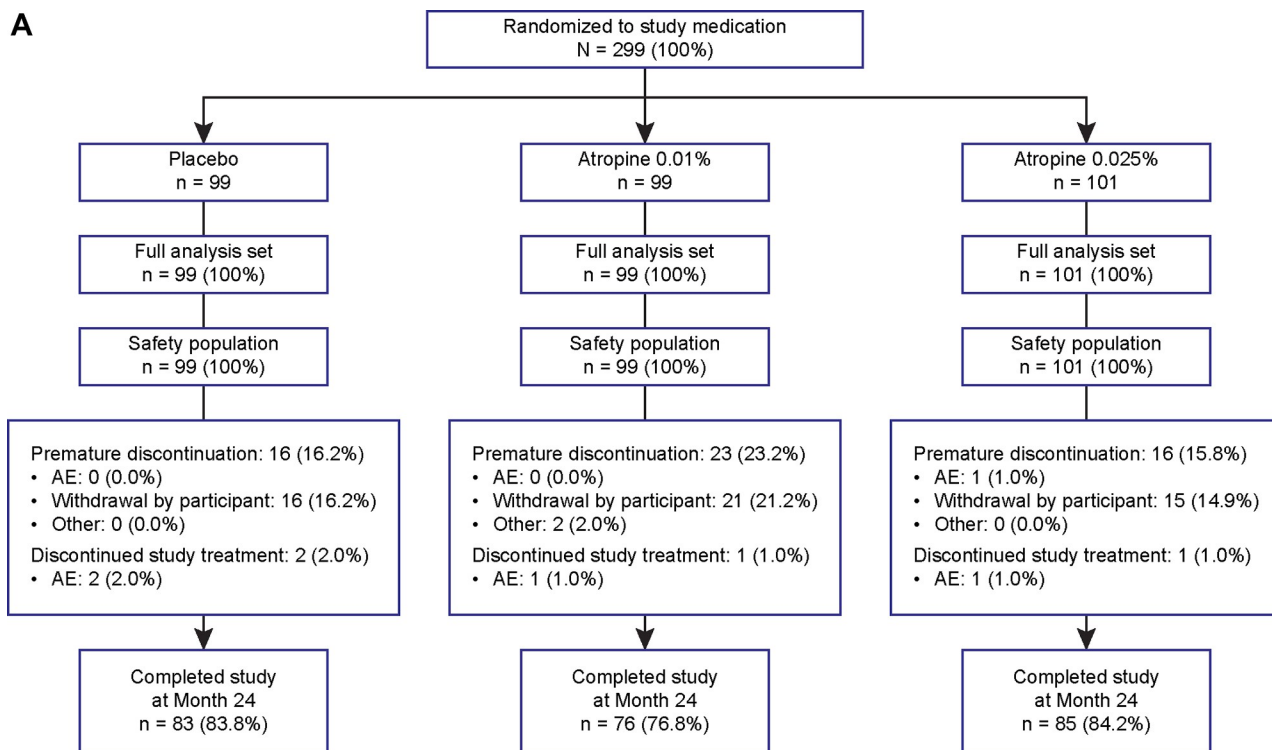 A
Randomized to study medication
N = 299 (100%)
Placebo
n = 99
Atropine 0.01%
n = 99
Atropine 0.025%
n = 101
Full analysis set
n = 99 (100%)
Full analysis set
n = 99 (100%)
Full analysis set
n = 101 (100%)
Safety population
n = 99 (100%)
Safety population
n = 99 (100%)
Safety population
n = 101 (100%)
Premature discontinuation: 16 (16.2%)
• AE: 0 (0.0%)
• Withdrawal by participant: 16 (16.2%)
• Other: 0 (0.0%)
Discontinued study treatment: 2 (2.0%)
• AE: 2 (2.0%)
Premature discontinuation: 23 (23.2%)
• AE: 0 (0.0%)
• Withdrawal by participant: 21 (21.2%)
• Other: 2 (2.0%)
Discontinued study treatment: 1 (1.0%)
• AE: 1 (1.0%)
Premature discontinuation: 16 (15.8%)
• AE: 1 (1.0%)
• Withdrawal by participant: 15 (14.9%)
• Other: 0 (0.0%)
Discontinued study treatment: 1 (1.0%)
• AE: 1 (1.0%)
Completed study
at Month 24
n = 83 (83.8%)
Completed study
at Month 24
n = 76 (76.8%)
Completed study
at Month 24
n = 85 (84.2%)